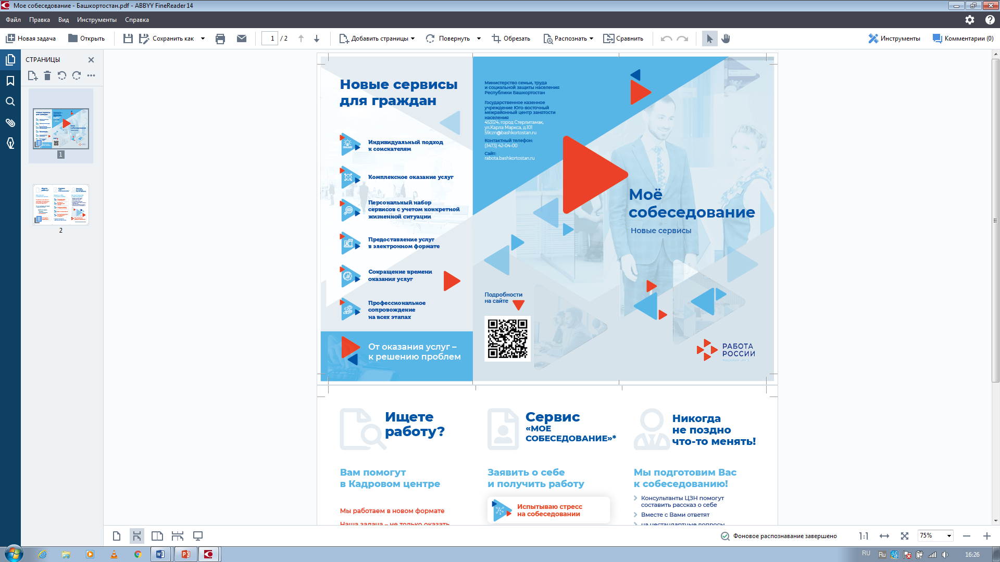 Мое собеседование - Башкортостан.pdf - ABBYY FineReader 14
Файл Правка Вид Инструменты Справка
Новая задача Открыть Сохранить как 1 / 2 Добавить страницы Повернуть Обрезать Распознать Сравнить Инструменты Комментарии (0)
СТРАНИЦЫ
1
2
Новые сервисы
для граждан
Индивидуальный подход
к соискателям
Комплексное оказание услуг
Персональный набор
сервисов с учетом конкретной
жизненной ситуации
Предоставление услуг
в электронном формате
Сокращение времени
оказания услуг
Профессиональное
сопровождение
на всех этапах
От оказания услуг –
к решению проблем
Министерство семьи, труда
и социальной защиты населения
Республики Башкортостан
Государственное казенное
учреждение Юго-восточный
межрайонный центр занятости
населения
453124, город Стерлитамак,
ул.Карла Маркса, д.101
59czn@bashkortostan.ru
Контактный телефон:
(3473) 42-04-00
Сайт:
rabota.bashkortostan.ru
Подробности
на сайте
Моё
собеседование
Новые сервисы
РАБОТА
РОССИИ
Ищете
работу?
Вам помогут
в Кадровом центре
Мы работаем в новом формате
Наша задача – не только оказать
Сервис
«МОЕ
СОБЕСЕДОВАНИЕ»*
Заявить о себе
и получить работу
Испытываю стресс
на собеседовании
Никогда
не поздно
что-то менять!
Мы подготовим Вас
к собеседованию!
Консультанты ЦЗН помогут
составить рассказ о себе
Вместе с Вами ответят
на нестандартные вопросы
Фоновое распознавание завершено 1:1 75%
RU Ru 16:26